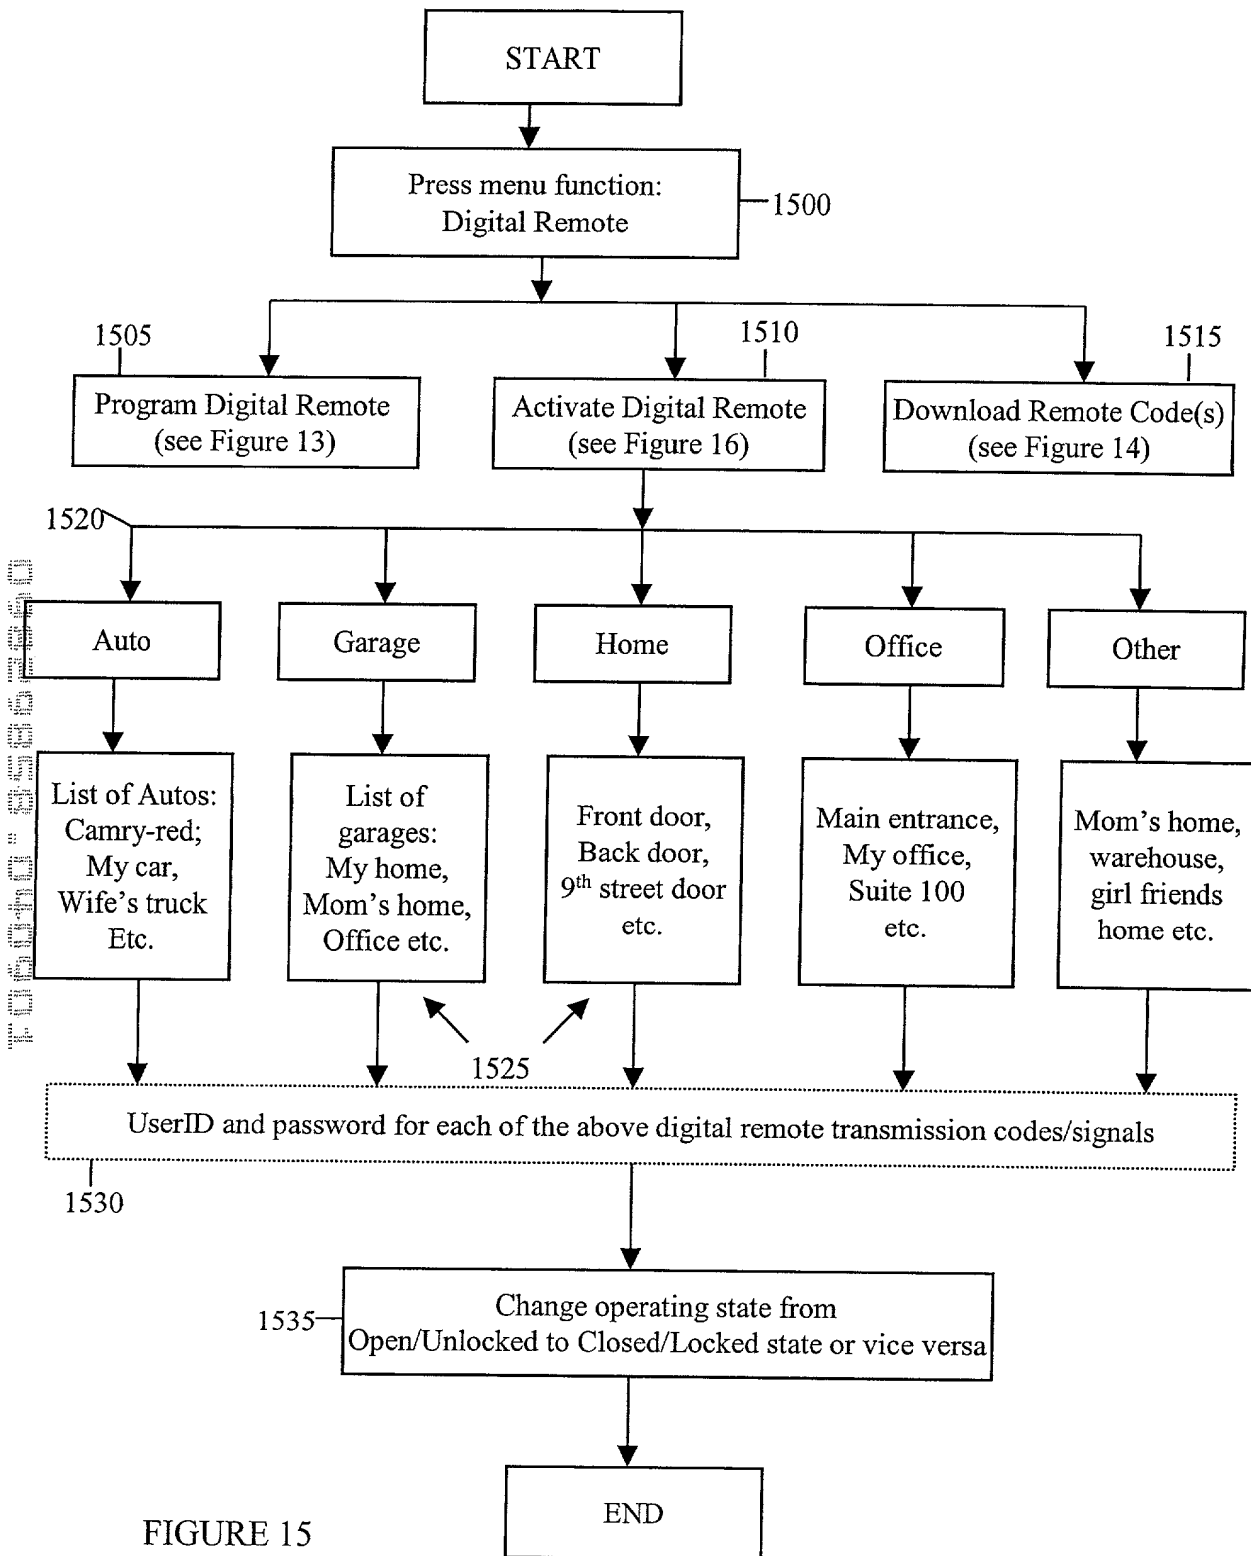 START
Press menu function:
Digital Remote
1500
1505
1510
1515
Program Digital Remote
(see Figure 13)
Activate Digital Remote
(see Figure 16)
Download Remote Code(s)
(see Figure 14)
1520
Auto
Garage
Home
Office
Other
List of Autos:
Camry-red;
My car,
Wife's truck
Etc.
List of
garages:
My home,
Mom's home,
Office etc.
Front door,
Back door,
9th street door
etc.
Main entrance,
My office,
Suite 100
etc.
Mom's home,
warehouse,
girl friends
home etc.
1525
UserID and password for each of the above digital remote transmission codes/signals
1530
1535
Change operating state from
Open/Unlocked to Closed/Locked state or vice versa
END
FIGURE 15